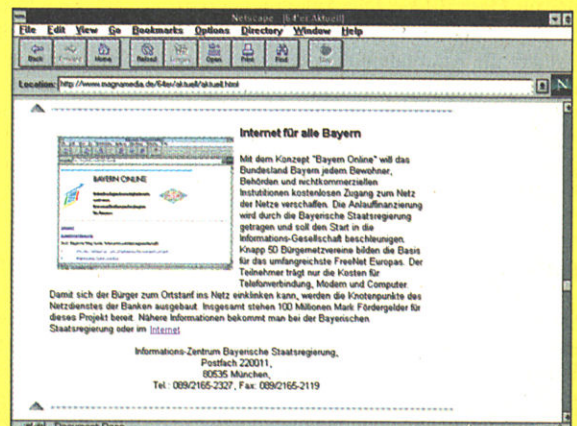 Netscape - [64'er Aktuell]
File Edit View Go Bookmarks Options Directory Window Help
Back Forward Home Reload Images Open Print Find Stop
Location: http://www.magnamedia.de/64er/aktuell/aktuell.html
N
Internet für alle Bayern
BAYERN ONLINE
Mit dem Konzept "Bayern Online" will das
Bundesland Bayern jedem Bewohner,
Behörden und nichtkommerziellen
Institutionen kostenlosen Zugang zum Netz
der Netze verschaffen. Die Anlauffinanzierung
wird durch die Bayerische Staatsregierung
getragen und soll den Start in die
Informations-Gesellschaft beschleunigen.
Knapp 50 Bürgernetzvereine bilden die Basis
für das umfangreichste FreeNet Europas. Der
Teilnehmer trägt nur die Kosten für
Telefonverbindung, Modem und Computer.
Damit sich der Bürger zum Ortstarif ins Netz einklinken kann, werden die Knotenpunkte des
Netzdienstes der Banken ausgebaut. Insgesamt stehen 100 Millionen Mark Fördergelder für
dieses Projekt bereit. Nähere Informationen bekommt man bei der Bayerischen
Staatsregierung oder im Internet
Informations-Zentrum Bayerische Staatsregierung,
Postfach 220011,
80535 München,
Tel.: 089/2165-2327, Fax: 089/2165-2119
Document Done